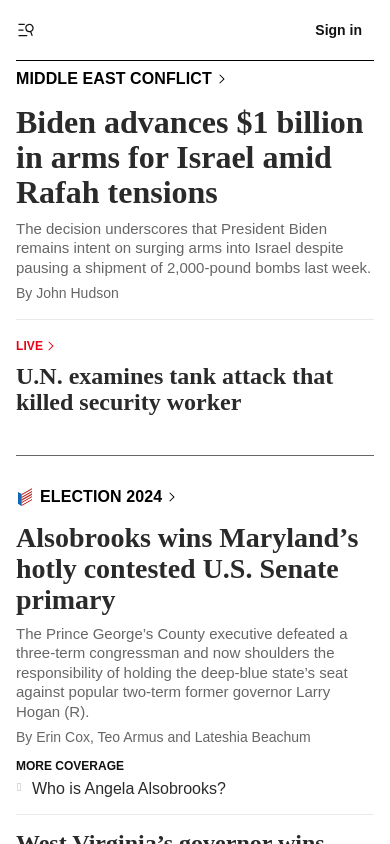 Sign in
MIDDLE EAST CONFLICT
Biden advances $1 billion
in arms for Israel amid
Rafah tensions
The decision underscores that President Biden
remains intent on surging arms into Israel despite
pausing a shipment of 2,000-pound bombs last week.
By John Hudson
LIVE
U.N. examines tank attack that
killed security worker
ELECTION 2024
Alsobrooks wins Maryland’s
hotly contested U.S. Senate
primary
The Prince George’s County executive defeated a
three-term congressman and now shoulders the
responsibility of holding the deep-blue state’s seat
against popular two-term former governor Larry
Hogan (R).
By Erin Cox, Teo Armus and Lateshia Beachum
MORE COVERAGE
Who is Angela Alsobrooks?
West Virginia’s governor wins